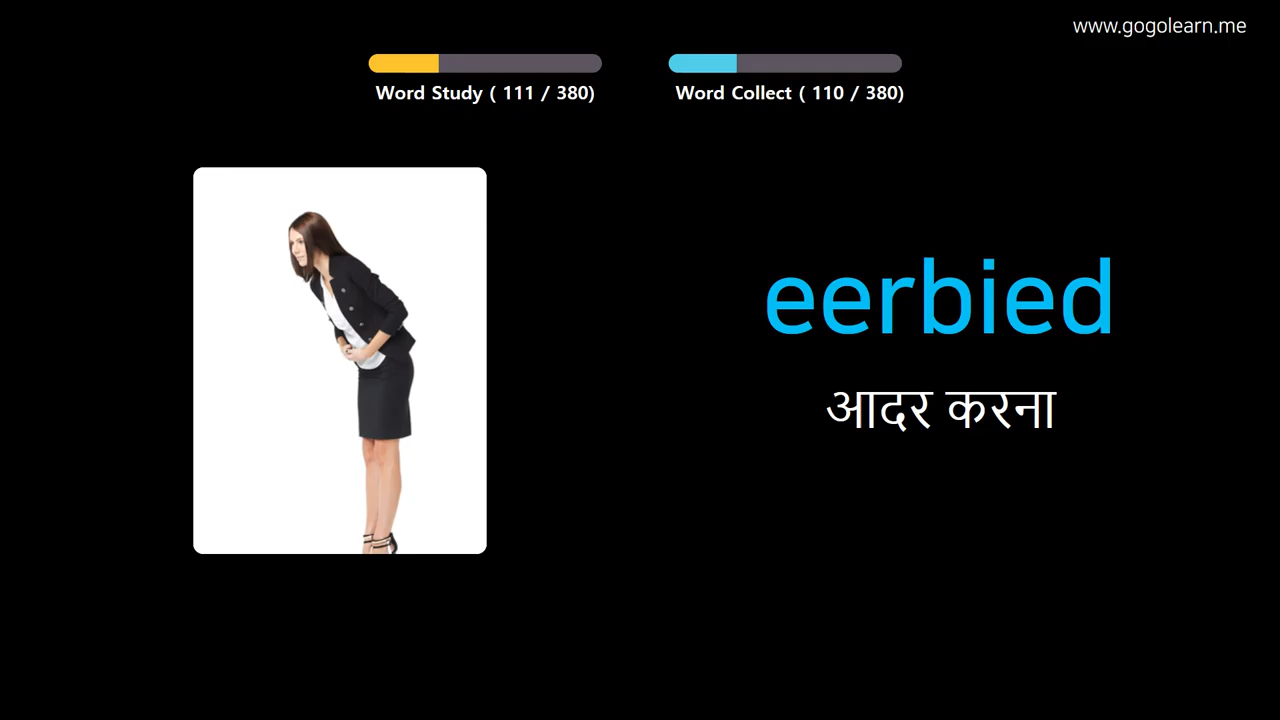 www.gogolearn.me
Word Study ( 111 / 380)
Word Collect ( 110 / 380)
eerbied
आदर करना